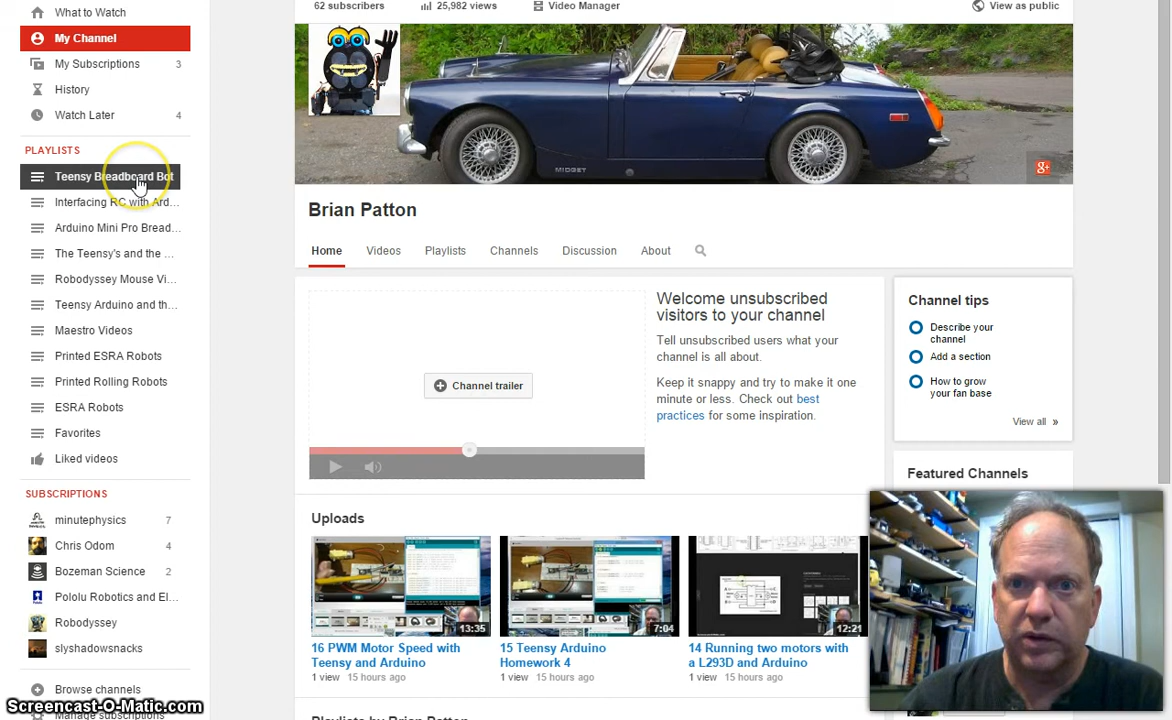 What to Watch
My Channel
My Subscriptions 3
History
Watch Later 4
PLAYLISTS
Teensy Breadboard Bot
Interfacing RC with Ard...
Arduino Mini Pro Bread...
The Teensy's and the ...
Robodyssey Mouse Vi...
Teensy Arduino and th...
Maestro Videos
Printed ESRA Robots
Printed Rolling Robots
ESRA Robots
Favorites
Liked videos
SUBSCRIPTIONS
minutephysics 7
Chris Odom 4
Bozeman Science 2
Pololu Robotics and El...
Robodyssey
slyshadowsnacks
Browse channels
Manage subscriptions
Screencast-O-Matic.com
62 subscribers 25,982 views Video Manager View as public
MIDGET
g+
Brian Patton
Home Videos Playlists Channels Discussion About
Channel trailer
Welcome unsubscribed
visitors to your channel
Tell unsubscribed users what your
channel is all about.
Keep it snappy and try to make it one
minute or less. Check out best
practices for some inspiration.
Channel tips
Describe your
channel
Add a section
How to grow
your fan base
View all »
Featured Channels
Uploads
13:35
7:04
12:21
16 PWM Motor Speed with
Teensy and Arduino
1 view 15 hours ago
15 Teensy Arduino
Homework 4
1 view 15 hours ago
14 Running two motors with
a L293D and Arduino
1 view 15 hours ago
Playlists by Brian Patton